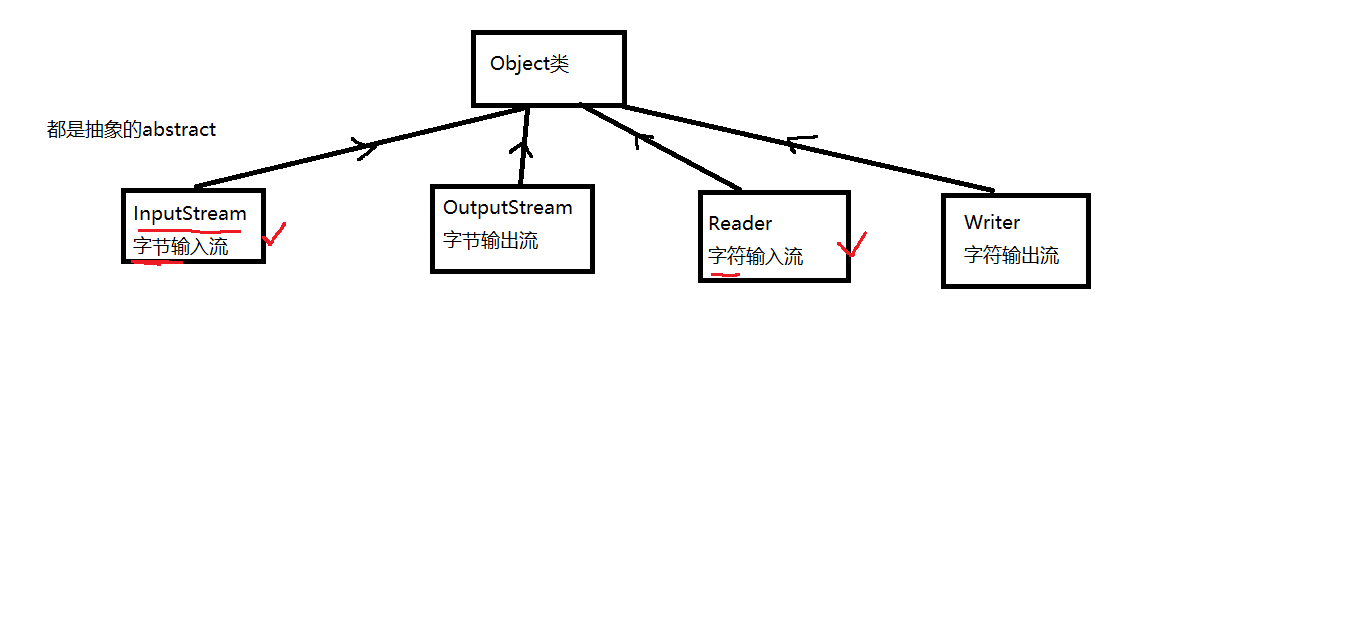 Object类
都是抽象的abstract
InputStream
字节输入流
OutputStream
字节输出流
Reader
字符输入流
Writer
字符输出流